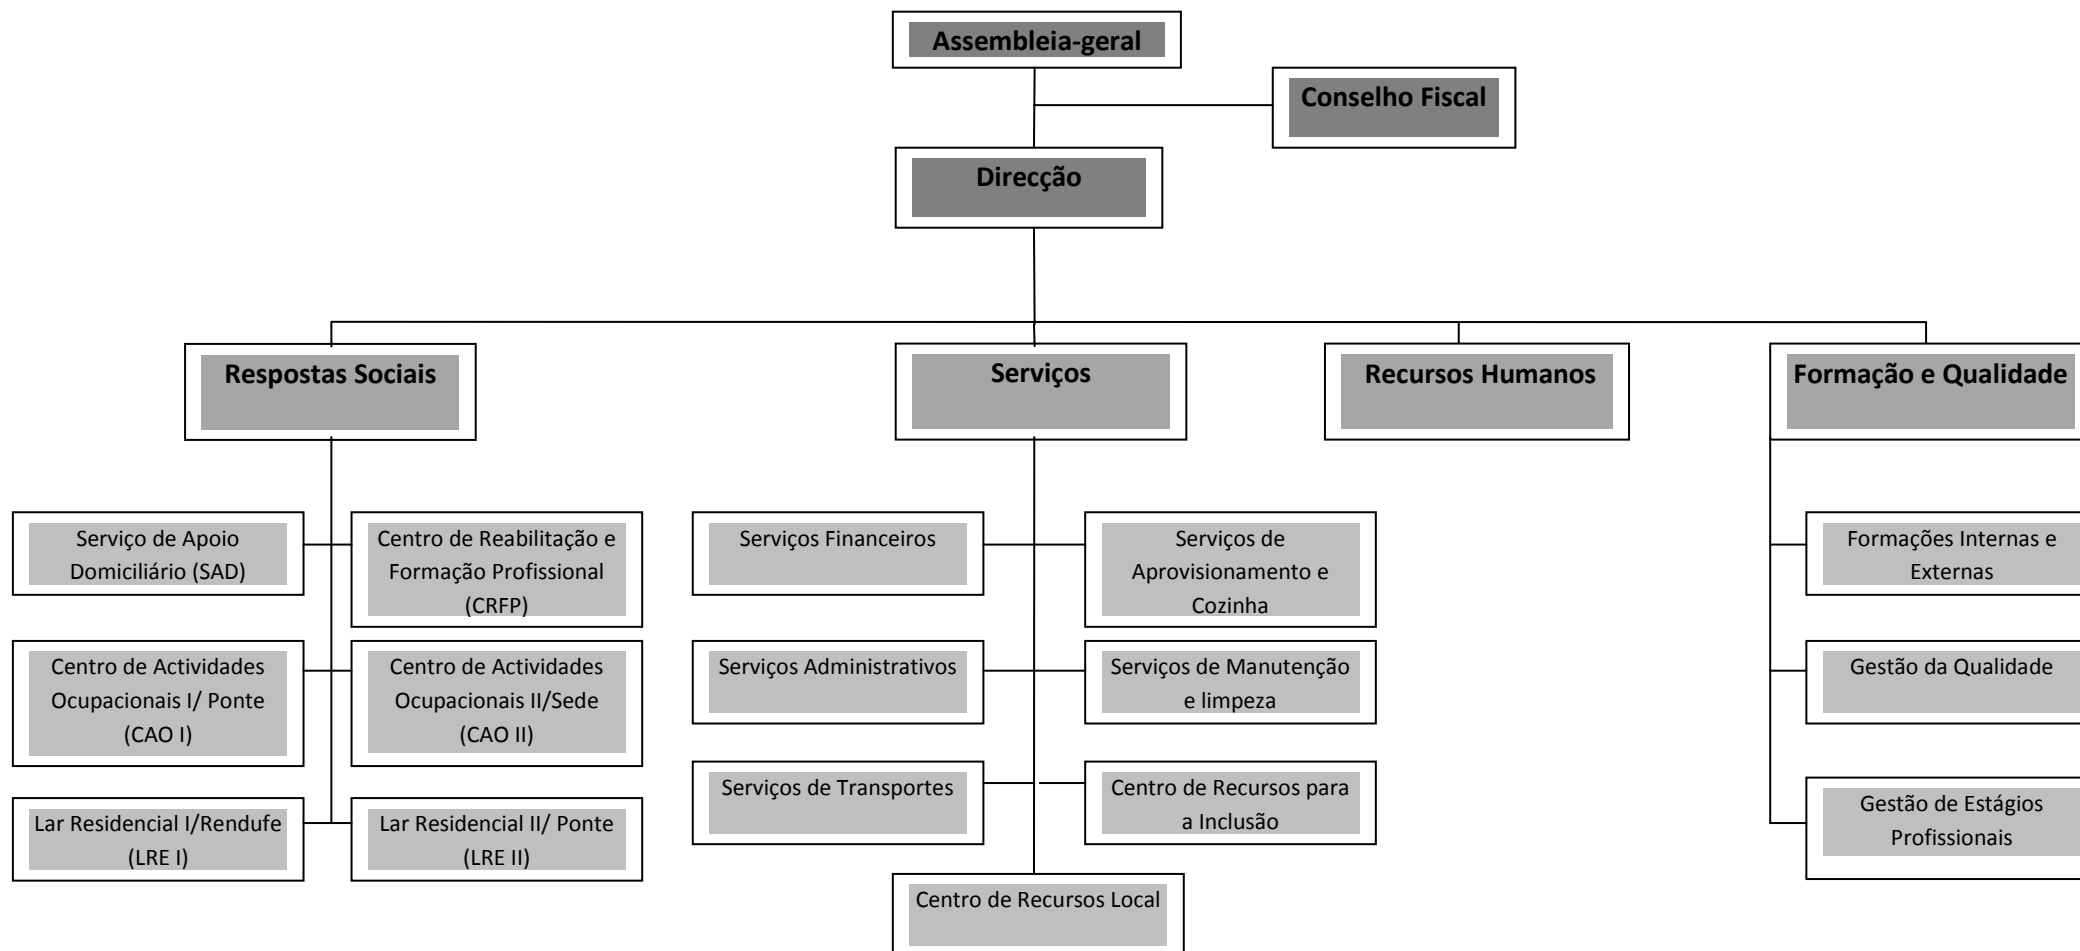 Assembleia-geral
Conselho Fiscal
Direcção
Respostas Sociais
Serviços
Recursos Humanos
Formação e Qualidade
Serviço de Apoio
Domiciliário (SAD)
Centro de Reabilitação e
Formação Profissional
(CRFP)
Centro de Actividades
Ocupacionais I/ Ponte
(CAO I)
Centro de Actividades
Ocupacionais II/Sede
(CAO II)
Lar Residencial I/Rendufe
(LRE I)
Lar Residencial II/ Ponte
(LRE II)
Serviços Financeiros
Serviços de
Aprovisionamento e
Cozinha
Serviços Administrativos
Serviços de Manutenção
e limpeza
Serviços de Transportes
Centro de Recursos para
a Inclusão
Centro de Recursos Local
Formações Internas e
Externas
Gestão da Qualidade
Gestão de Estágios
Profissionais